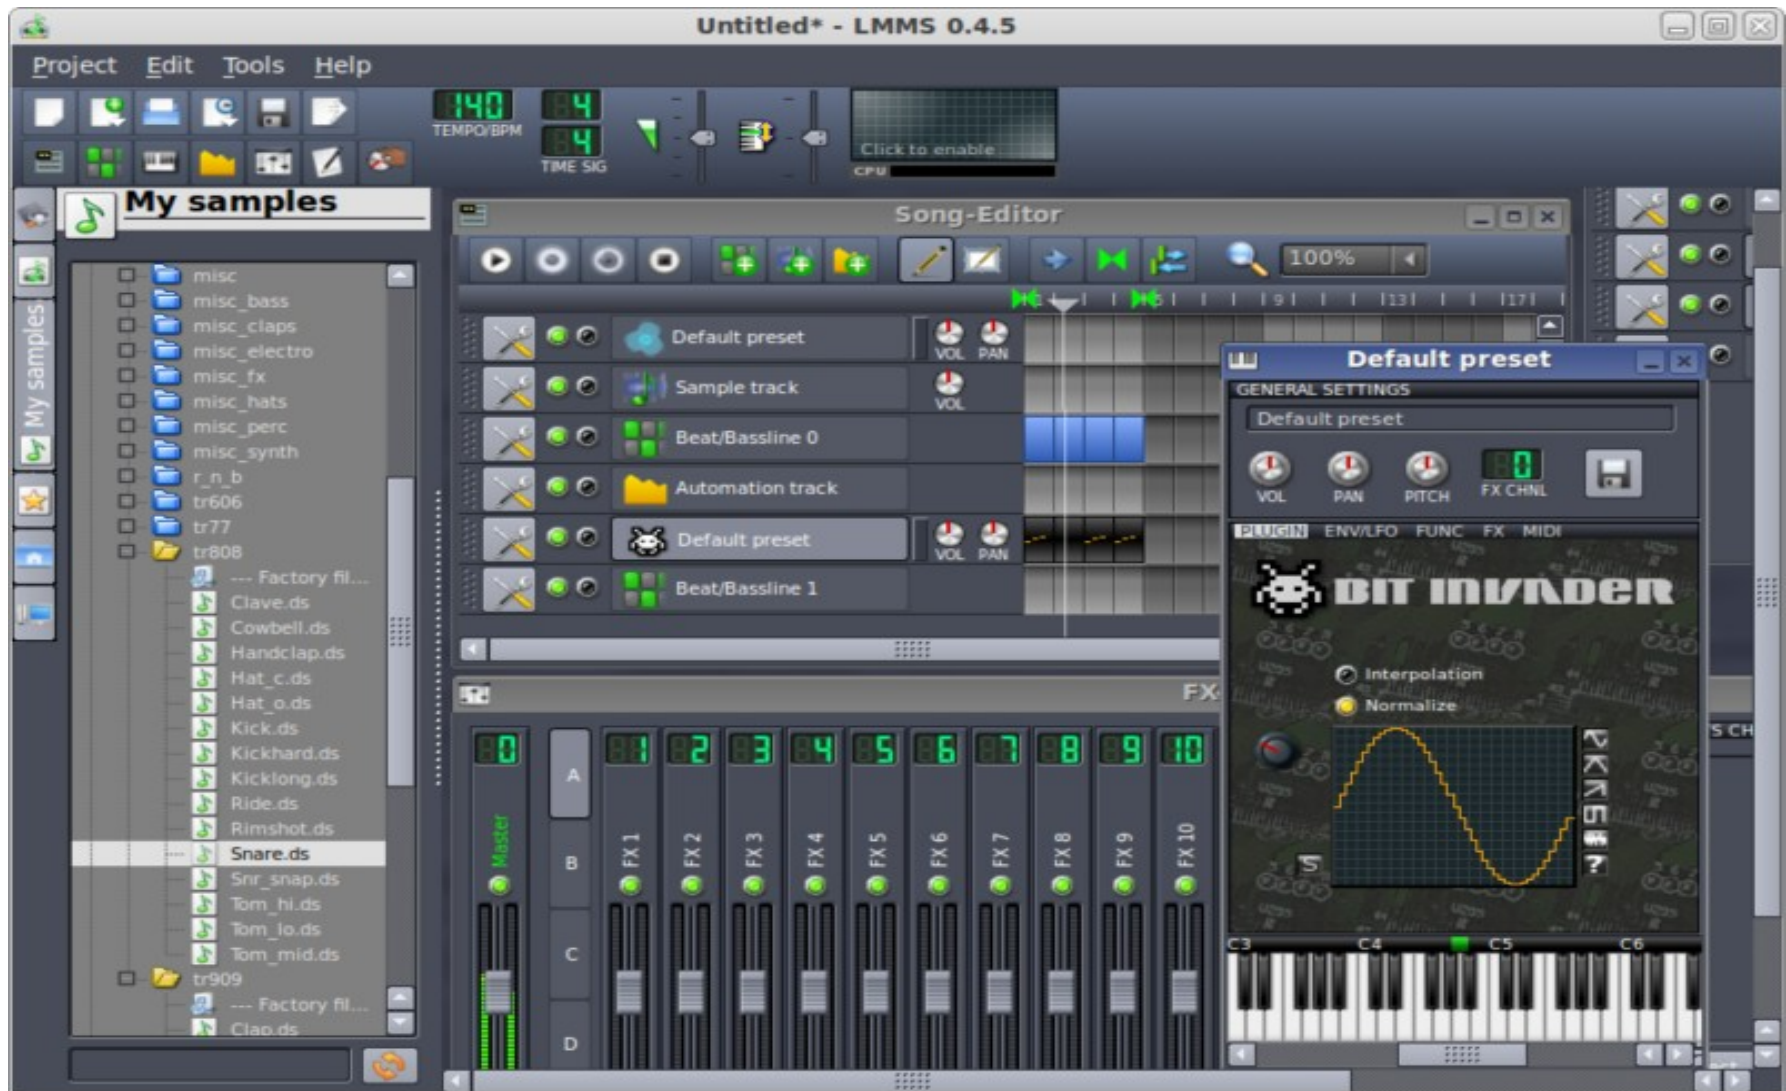 Untitled* - LMMS 0.4.5
Project Edit Tools Help
140
TEMPO/BPM
4
4
TIME SIG
Click to enable
CPU
My samples
My samples
misc
misc_bass
misc_claps
misc_electro
misc_fx
misc_hats
misc_perc
misc_synth
r_n_b
tr606
tr77
tr808
--- Factory fil...
Clave.ds
Cowbell.ds
Handclap.ds
Hat_c.ds
Hat_o.ds
Kick.ds
Kickhard.ds
Kicklong.ds
Ride.ds
Rimshot.ds
Snare.ds
Snr_snap.ds
Tom_hi.ds
Tom_lo.ds
Tom_mid.ds
tr909
--- Factory fil...
Clap.ds
Song-Editor
100%
1 5 9 13 17
Default preset VOL PAN
Sample track VOL
Beat/Bassline 0
Automation track
Default preset VOL PAN
Beat/Bassline 1
FX-
0 1 2 3 4 5 6 7 8 9 10
Master FX 1 FX 2 FX 3 FX 4 FX 5 FX 6 FX 7 FX 8 FX 9 FX 10
A
B
C
D
Default preset
GENERAL SETTINGS
Default preset
0
VOL PAN PITCH FX CHNL
PLUGIN ENV/LFO FUNC FX MIDI
BIT INVADER
Interpolation
Normalize
S
?
C3 C4 C5 C6
S CH